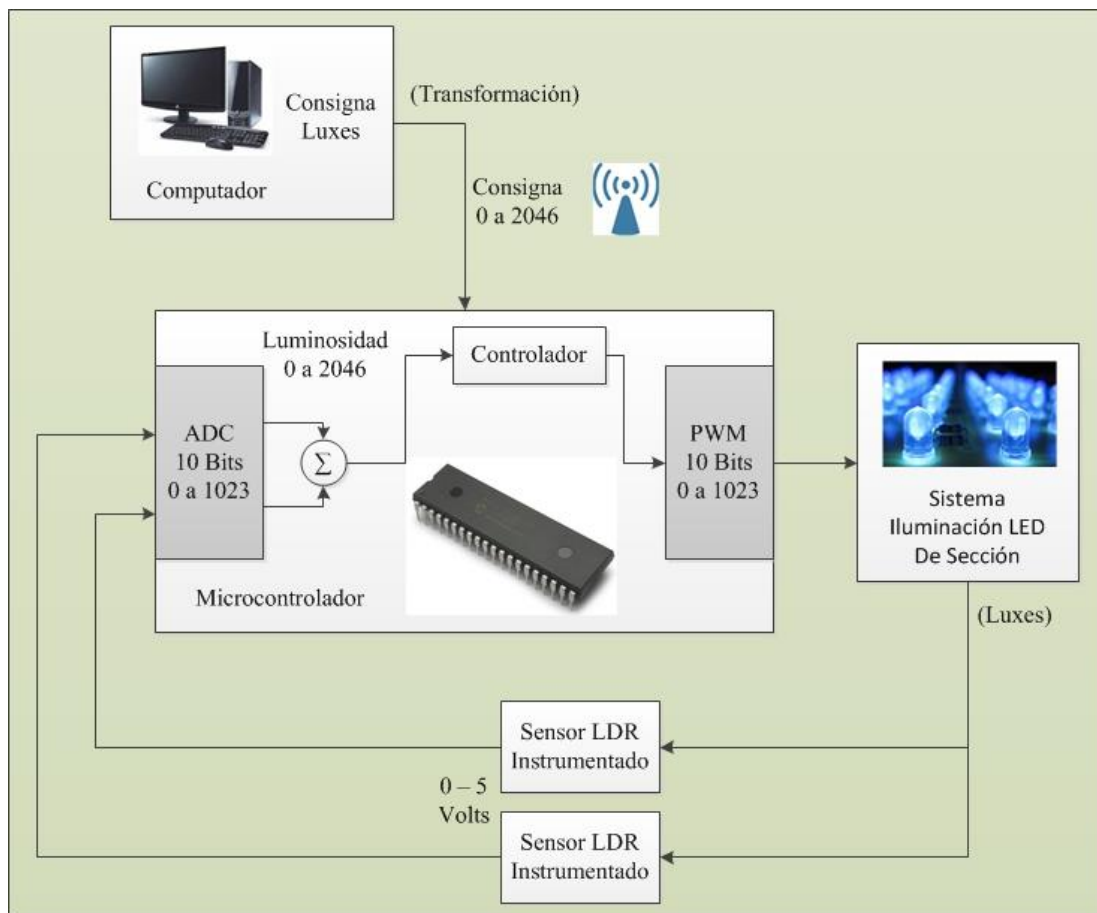 Consigna
Luxes
Computador
(Transformación)
Consigna
0 a 2046
Luminosidad
0 a 2046
Controlador
ADC
10 Bits
0 a 1023
Σ
PWM
10 Bits
0 a 1023
Microcontrolador
Sistema
Iluminación LED
De Sección
(Luxes)
Sensor LDR
Instrumentado
0 – 5
Volts
Sensor LDR
Instrumentado